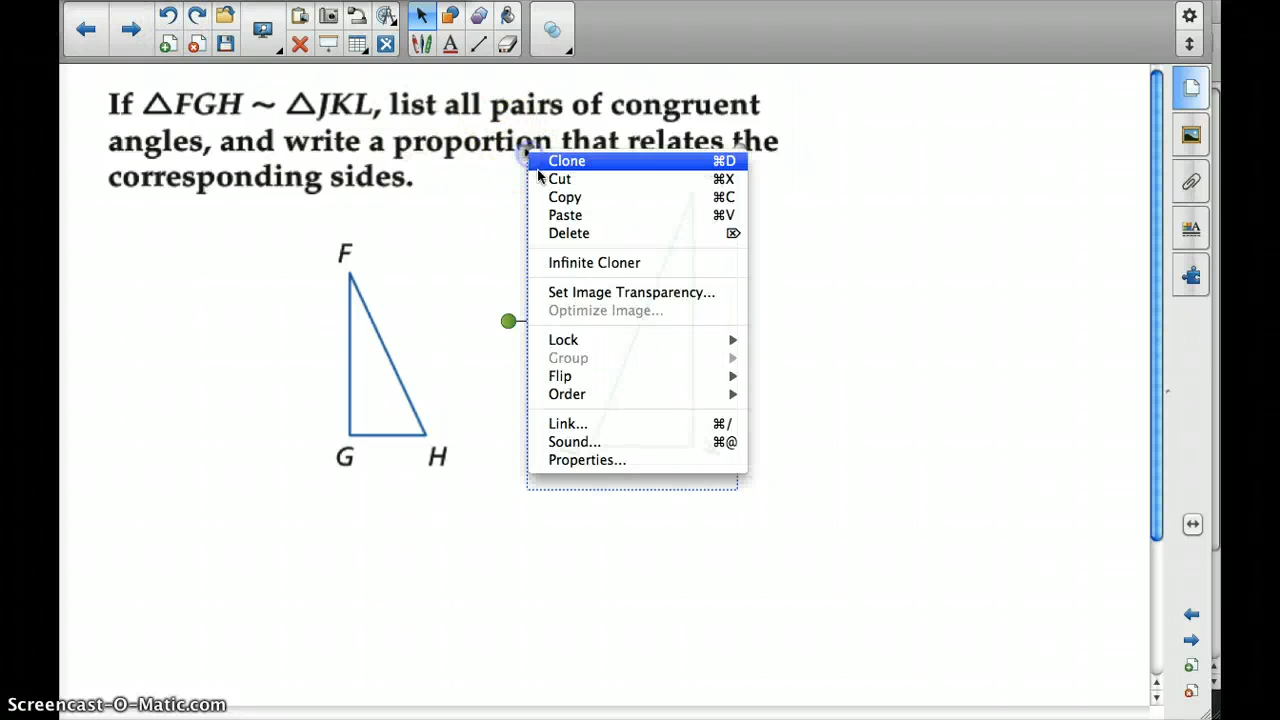 If △FGH ~ △JKL, list all pairs of congruent
angles, and write a proportion that relates the
corresponding sides.
Clone ⌘D
Cut ⌘X
Copy ⌘C
Paste ⌘V
Delete ⌦
Infinite Cloner
Set Image Transparency...
Optimize Image...
Lock
Group
Flip
Order
Link... ⌘/
Sound... ⌘@
Properties...
F
G H
Screencast-O-Matic.com